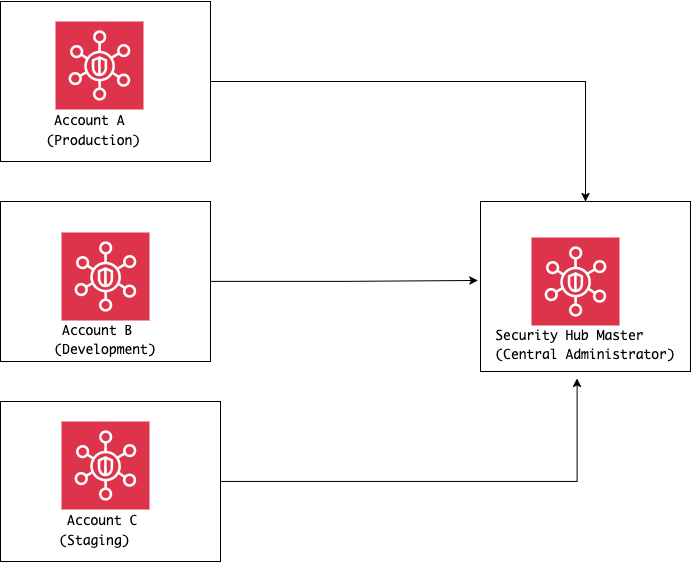 Account A
(Production)
Account B
(Development)
Security Hub Master
(Central Administrator)
Account C
(Staging)